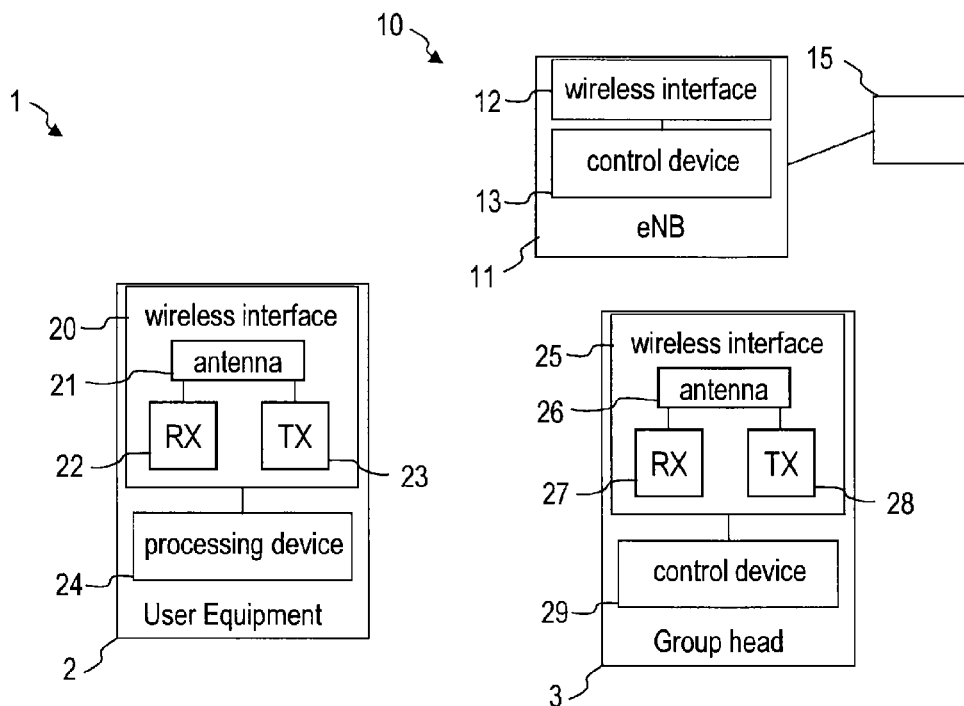 10
1
15
12
wireless interface
control device
13
eNB
11
20
wireless interface
antenna
21
RX
TX
22
23
processing device
24
User Equipment
2
25
wireless interface
antenna
26
RX
TX
27
28
control device
29
Group head
3